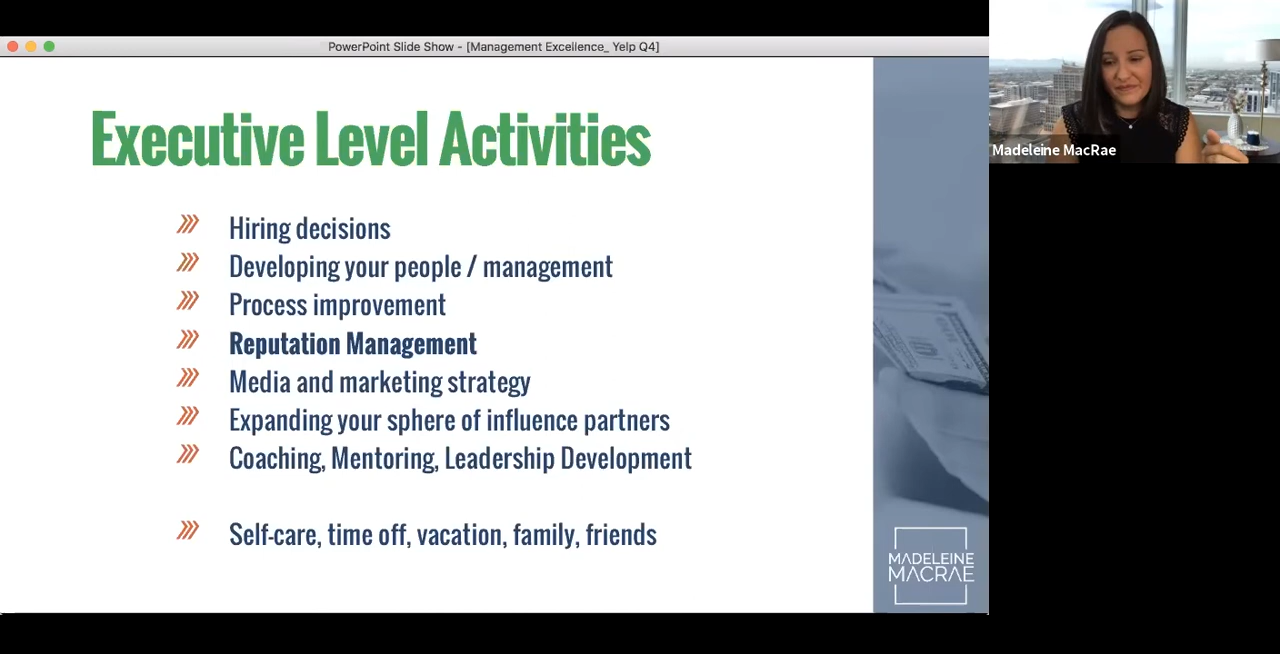 PowerPoint Slide Show - [Management Excellence_ Yelp Q4]
Executive Level Activities
Hiring decisions
Developing your people / management
Process improvement
Reputation Management
Media and marketing strategy
Expanding your sphere of influence partners
Coaching, Mentoring, Leadership Development
Self-care, time off, vacation, family, friends
MADELEINE
MACRAE
Madeleine MacRae